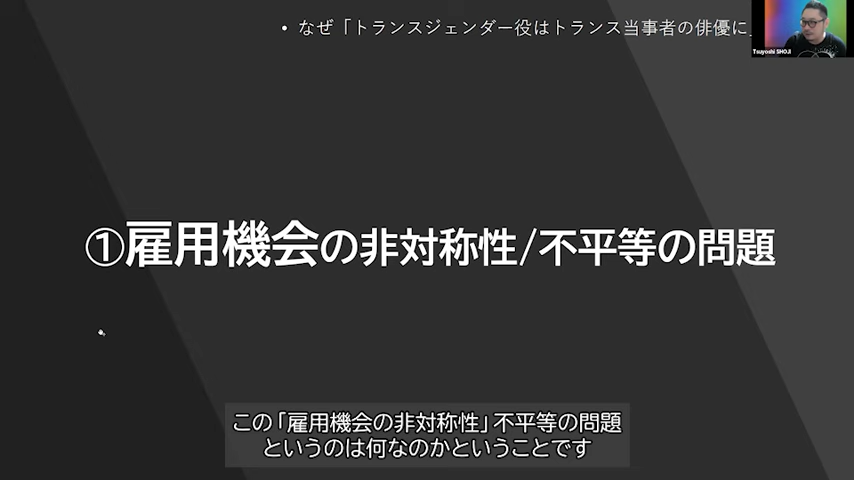 • なぜ「トランスジェンダー役はトランス当事者の俳優に」
Tsuyoshi SHOJI
①雇用機会の非対称性/不平等の問題
この「雇用機会の非対称性」不平等の問題
というのは何なのかということです